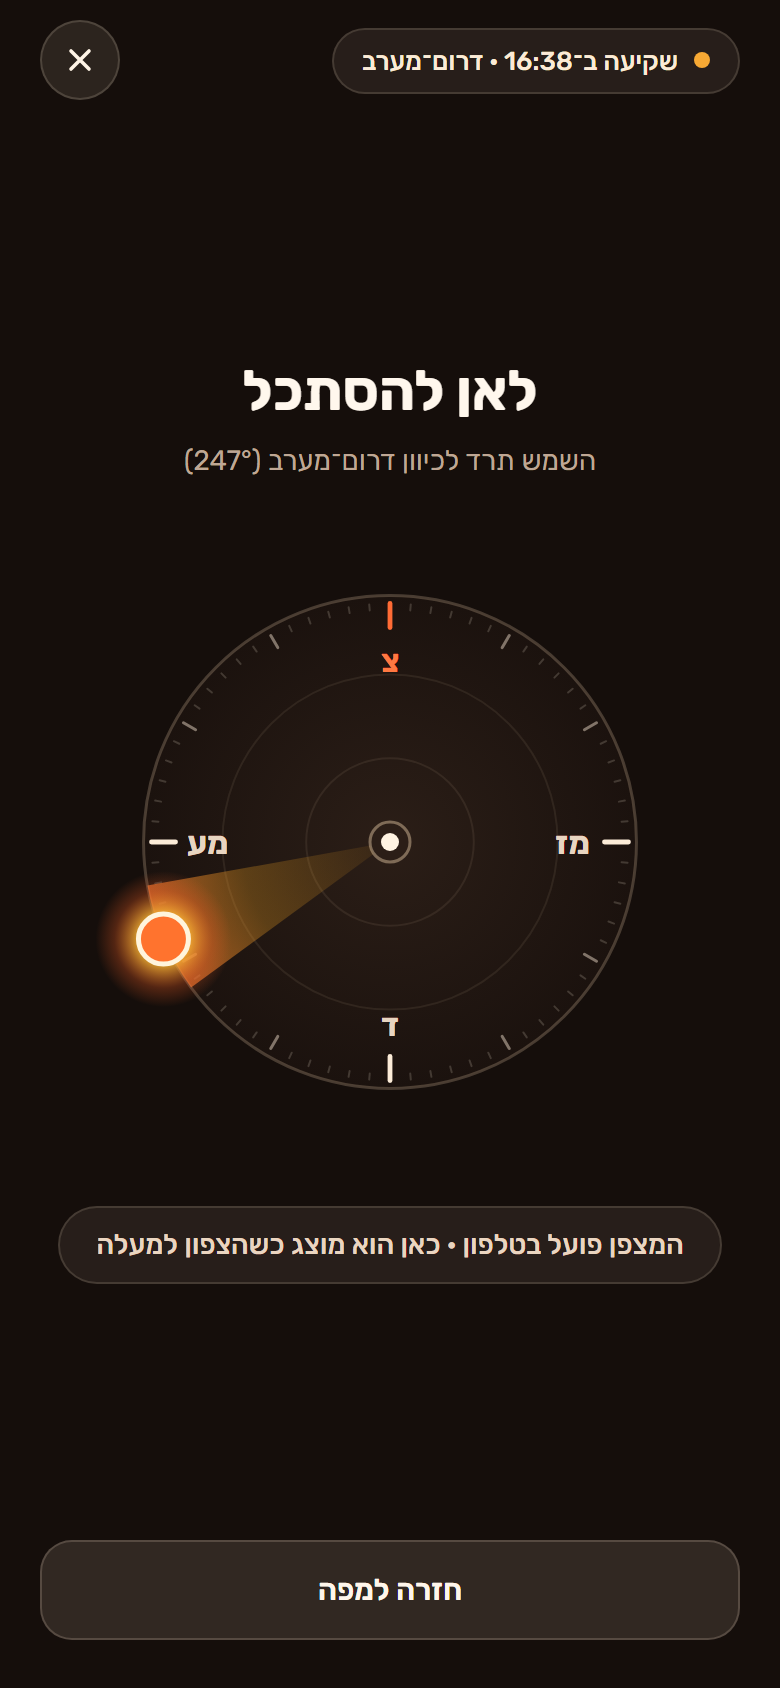 שקיעה ב־16:38 • דרום־מערב
לאן להסתכל
השמש תרד לכיוון דרום־מערב (247°)
צ
מע
מז
ד
המצפן פועל בטלפון • כאן הוא מוצג כשהצפון למעלה
חזרה למפה